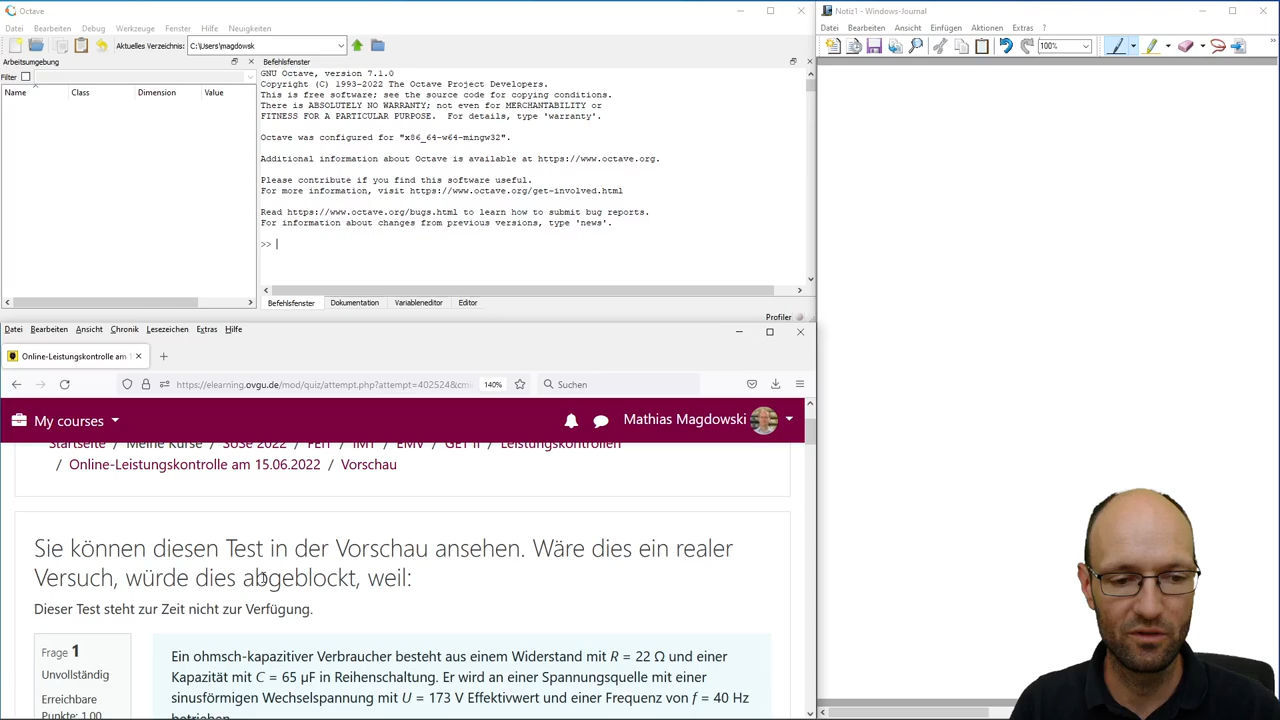 Octave
Datei Bearbeiten Debug Werkzeuge Fenster Hilfe Neuigkeiten
Aktuelles Verzeichnis: C:\Users\magdowsk
Arbeitsumgebung
Filter
Name Class Dimension Value
Befehlsfenster
GNU Octave, version 7.1.0
Copyright (C) 1993-2022 The Octave Project Developers.
This is free software; see the source code for copying conditions.
There is ABSOLUTELY NO WARRANTY; not even for MERCHANTABILITY or
FITNESS FOR A PARTICULAR PURPOSE.  For details, type 'warranty'.
Octave was configured for "x86_64-w64-mingw32".
Additional information about Octave is available at https://www.octave.org.
Please contribute if you find this software useful.
For more information, visit https://www.octave.org/get-involved.html
Read https://www.octave.org/bugs.html to learn how to submit bug reports.
For information about changes from previous versions, type 'news'.
>>
Befehlsfenster Dokumentation Variableneditor Editor
Profiler
Notiz1 - Windows-Journal
Datei Bearbeiten Ansicht Einfügen Aktionen Extras ?
100%
Datei Bearbeiten Ansicht Chronik Lesezeichen Extras Hilfe
Online-Leistungskontrolle am 1
https://elearning.ovgu.de/mod/quiz/attempt.php?attempt=402524&cm 140% Suchen
My courses Mathias Magdowski
Startseite / Meine Kurse / SoSe 2022 / FEIT / IMT / EMV / GET II / Leistungskontrollen
/ Online-Leistungskontrolle am 15.06.2022 / Vorschau
Sie können diesen Test in der Vorschau ansehen. Wäre dies ein realer
Versuch, würde dies abgeblockt, weil:
Dieser Test steht zur Zeit nicht zur Verfügung.
Frage 1
Unvollständig
Erreichbare
Punkte: 1,00
Ein ohmsch-kapazitiver Verbraucher besteht aus einem Widerstand mit R = 22 Ω und einer
Kapazität mit C = 65 µF in Reihenschaltung. Er wird an einer Spannungsquelle mit einer
sinusförmigen Wechselspannung mit U = 173 V Effektivwert und einer Frequenz von f = 40 Hz
betrieben.